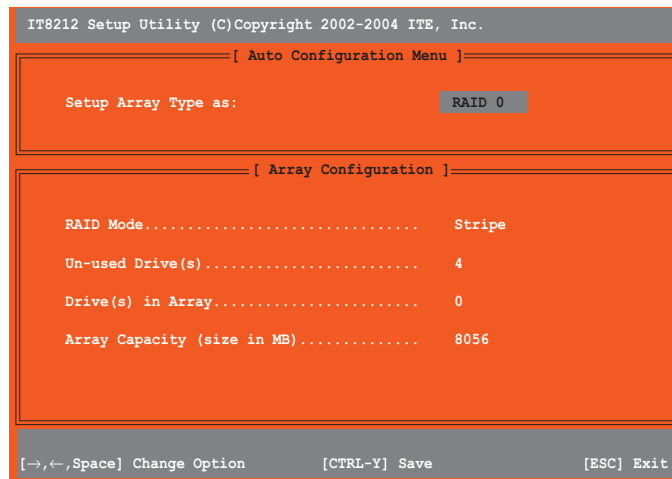 IT8212 Setup Utility (C)Copyright 2002-2004 ITE, Inc.
[ Auto Configuration Menu ]
Setup Array Type as: RAID 0
[ Array Configuration ]
RAID Mode................................ Stripe
Un-used Drive(s)......................... 4
Drive(s) in Array........................ 0
Array Capacity (size in MB).............. 8056
[→,←,Space] Change Option [CTRL-Y] Save [ESC] Exit